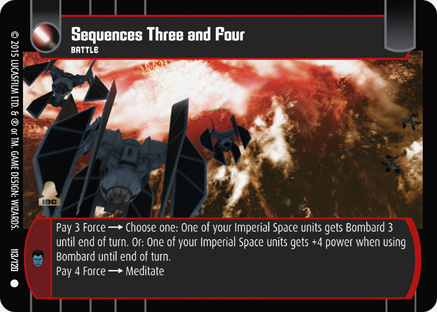 Sequences Three and Four
BATTLE
© 2015 LUCASFILM LTD. & ® or TM. GAME DESIGN: WIZARDS.
IDC
Pay 3 Force → Choose one: One of your Imperial Space units gets Bombard 3
until end of turn. Or: One of your Imperial Space units gets +4 power when using
Bombard until end of turn.
Pay 4 Force → Meditate
113/120